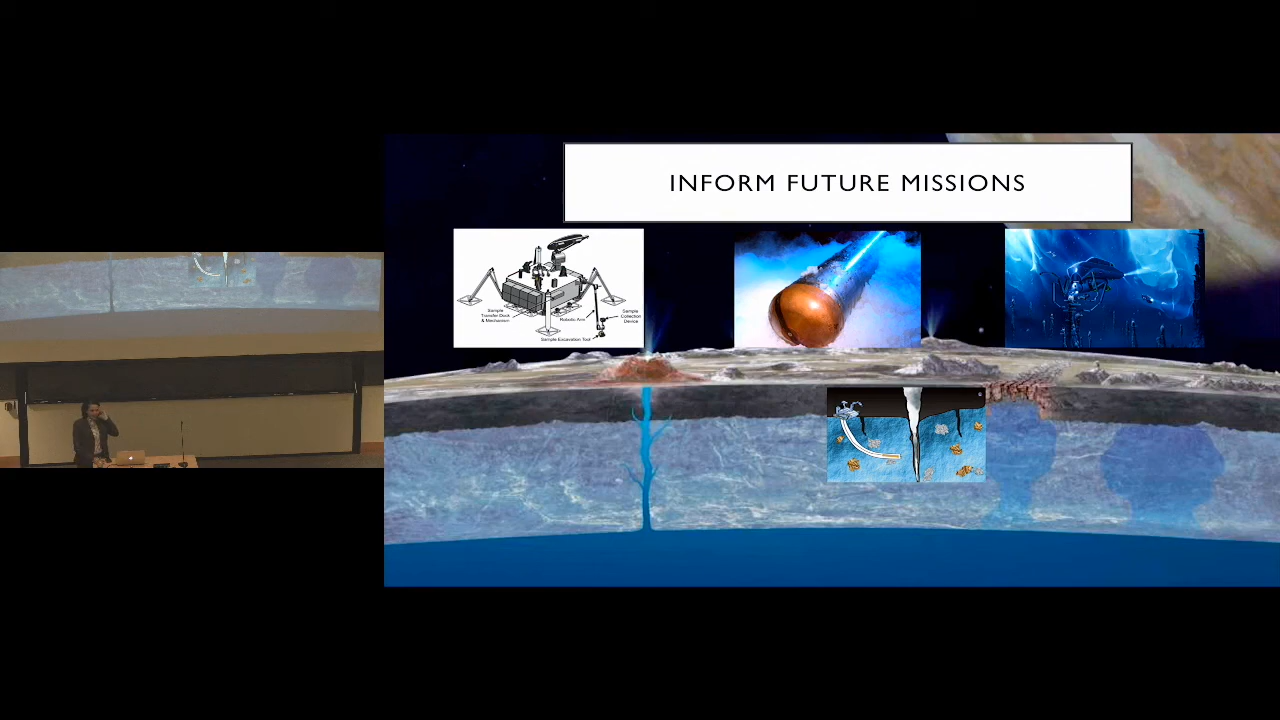 INFORM FUTURE MISSIONS
Sample
Transfer Dock
& Mechanism
Robotic Arm
Sample
Collection
Device
Sample Excavation Tool